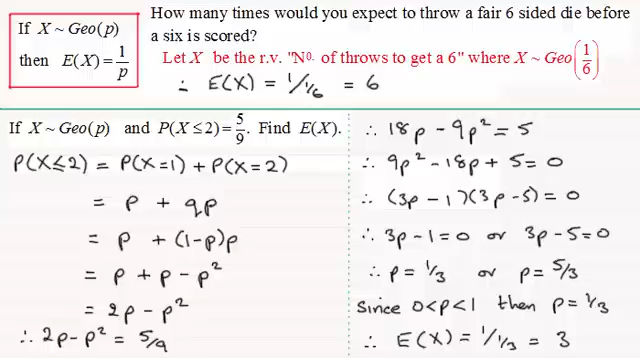 If X ~ Geo(p)
then E(X) = 1/p
How many times would you expect to throw a fair 6 sided die before
a six is scored?
Let X be the r.v. "Nº. of throws to get a 6" where X ~ Geo(1/6)
∴ E(X) = 1/1/6 = 6
If X ~ Geo(p) and P(X ≤ 2) = 5/9. Find E(X).
P(X ≤ 2) = P(X = 1) + P(X = 2)
= p + qp
= p + (1-p)p
= p + p - p²
= 2p - p²
∴ 2p - p² = 5/9
∴ 18p - 9p² = 5
∴ 9p² - 18p + 5 = 0
∴ (3p - 1)(3p - 5) = 0
∴ 3p - 1 = 0 or 3p - 5 = 0
∴ p = 1/3 or p = 5/3
Since 0 < p < 1 then p = 1/3
∴ E(X) = 1/1/3 = 3